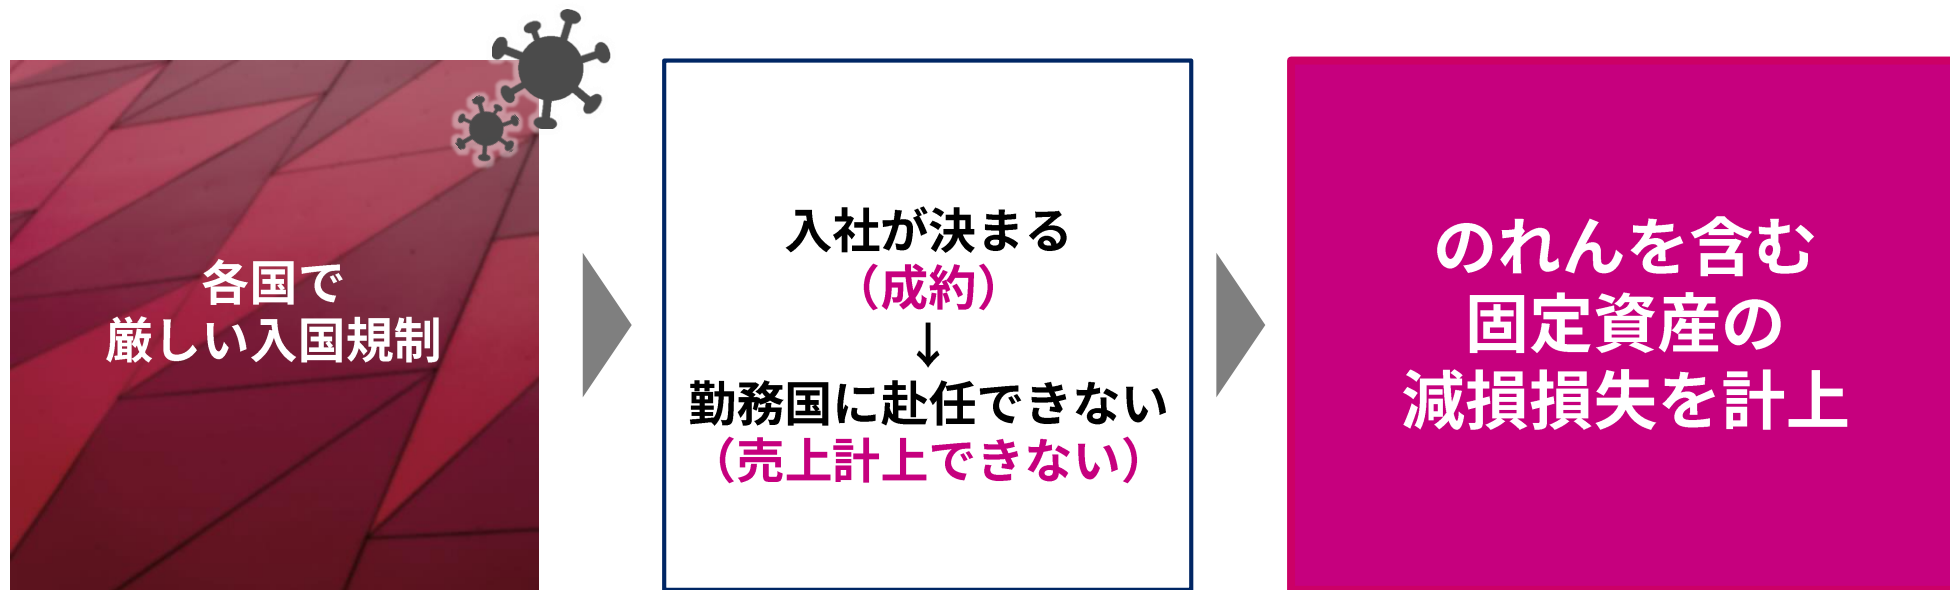 各国で
厳しい入国規制
入社が決まる
（成約）
↓
勤務国に赴任できない
（売上計上できない）
のれんを含む
固定資産の
減損損失を計上